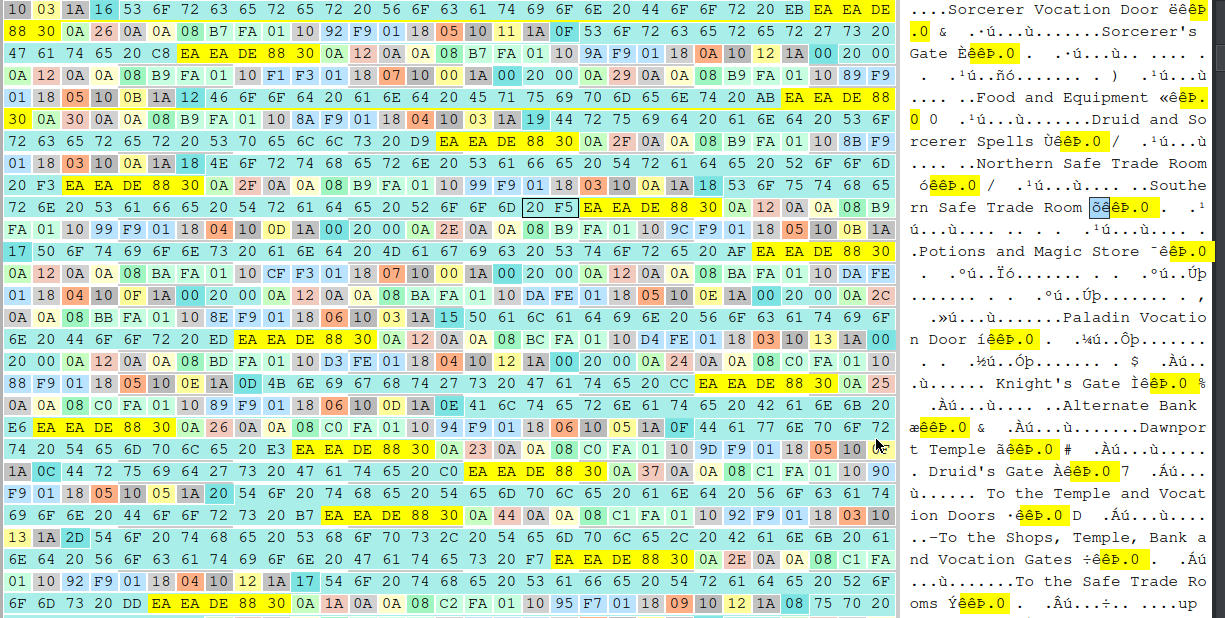 10 03 1A 16 53 6F 72 63 65 72 65 72 20 56 6F 63 61 74 69 6F 6E 20 44 6F 6F 72 20 EB EA EA DE ....Sorcerer Vocation Door ëêêÞ
88 30 0A 26 0A 0A 08 B7 FA 01 10 92 F9 01 18 05 10 11 1A 0F 53 6F 72 63 65 72 65 72 27 73 20 .0 & .·ú...ù.......Sorcerer's
47 61 74 65 20 C8 EA EA DE 88 30 0A 12 0A 0A 08 B7 FA 01 10 9A F9 01 18 0A 10 12 1A 00 20 00 Gate ÈêêÞ.0 . .·ú...ù.. .... .
0A 12 0A 0A 08 B9 FA 01 10 F1 F3 01 18 07 10 00 1A 00 20 00 0A 29 0A 0A 08 B9 FA 01 10 89 F9 . .¹ú..ñó........ ) .¹ú...ù
01 18 05 10 0B 1A 12 46 6F 6F 64 20 61 6E 64 20 45 71 75 69 70 6D 65 6E 74 20 AB EA EA DE 88 .... ..Food and Equipment «êêÞ.
30 0A 30 0A 0A 08 B9 FA 01 10 8A F9 01 18 04 10 03 1A 19 44 72 75 69 64 20 61 6E 64 20 53 6F 0 0 .¹ú...ù.......Druid and So
72 63 65 72 65 72 20 53 70 65 6C 6C 73 20 D9 EA EA DE 88 30 0A 2F 0A 0A 08 B9 FA 01 10 8B F9 rcerer Spells ÙêêÞ.0 / .¹ú...ù
01 18 03 10 0A 1A 18 4E 6F 72 74 68 65 72 6E 20 53 61 66 65 20 54 72 61 64 65 20 52 6F 6F 6D .... ..Northern Safe Trade Room
20 F3 EA EA DE 88 30 0A 2F 0A 0A 08 B9 FA 01 10 99 F9 01 18 03 10 0A 1A 18 53 6F 75 74 68 65 óêêÞ.0 / .¹ú...ù.... ..Southe
72 6E 20 53 61 66 65 20 54 72 61 64 65 20 52 6F 6F 6D 20 F5 EA EA DE 88 30 0A 12 0A 0A 08 B9 rn Safe Trade Room õêêÞ.0 . .¹
FA 01 10 99 F9 01 18 04 10 0D 1A 00 20 00 0A 2E 0A 0A 08 B9 FA 01 10 9C F9 01 18 05 10 0B 1A ú...ù.... .. . . .¹ú...ù.... .
17 50 6F 74 69 6F 6E 73 20 61 6E 64 20 4D 61 67 69 63 20 53 74 6F 72 65 20 AF EA EA DE 88 30 .Potions and Magic Store ¯êêÞ.0
0A 12 0A 0A 08 BA FA 01 10 CF F3 01 18 07 10 00 1A 00 20 00 0A 12 0A 0A 08 BA FA 01 10 DA FE . .ºú..Ïó........ . .ºú..Úþ
01 18 04 10 0F 1A 00 20 00 0A 12 0A 0A 08 BA FA 01 10 DA FE 01 18 05 10 0E 1A 00 20 00 0A 2C ....... . . .ºú..Úþ....... . ,
0A 0A 08 BB FA 01 10 8E F9 01 18 06 10 03 1A 15 50 61 6C 61 64 69 6E 20 56 6F 63 61 74 69 6F .»ú...ù.......Paladin Vocatio
6E 20 44 6F 6F 72 20 ED EA EA DE 88 30 0A 12 0A 0A 08 BC FA 01 10 D4 FE 01 18 03 10 13 1A 00 n Door íêêÞ.0 . .¼ú..Ôþ.......
20 00 0A 12 0A 0A 08 BD FA 01 10 D3 FE 01 18 04 10 12 1A 00 20 00 0A 24 0A 0A 08 C0 FA 01 10 . . .½ú..Óþ....... . $ .Àú..
88 F9 01 18 05 10 0E 1A 0D 4B 6E 69 67 68 74 27 73 20 47 61 74 65 20 CC EA EA DE 88 30 0A 25 .ù...... Knight's Gate ÌêêÞ.0 %
0A 0A 08 C0 FA 01 10 89 F9 01 18 06 10 0D 1A 0E 41 6C 74 65 72 6E 61 74 65 20 42 61 6E 6B 20 .Àú...ù.... ..Alternate Bank
E6 EA EA DE 88 30 0A 26 0A 0A 08 C0 FA 01 10 94 F9 01 18 06 10 05 1A 0F 44 61 77 6E 70 6F 72 æêêÞ.0 & .Àú...ù.......Dawnpor
74 20 54 65 6D 70 6C 65 20 E3 EA EA DE 88 30 0A 23 0A 0A 08 C0 FA 01 10 9D F9 01 18 05 10 0F t Temple ãêêÞ.0 # .Àú...ù.....
1A 0C 44 72 75 69 64 27 73 20 47 61 74 65 20 C0 EA EA DE 88 30 0A 37 0A 0A 08 C1 FA 01 10 90 . Druid's Gate ÀêêÞ.0 7 .Áú...
F9 01 18 05 10 05 1A 20 54 6F 20 74 68 65 20 54 65 6D 70 6C 65 20 61 6E 64 20 56 6F 63 61 74 ù...... To the Temple and Vocat
69 6F 6E 20 44 6F 6F 72 73 20 B7 EA EA DE 88 30 0A 44 0A 0A 08 C1 FA 01 10 92 F9 01 18 03 10 ion Doors ·êêÞ.0 D .Áú...ù....
13 1A 2D 54 6F 20 74 68 65 20 53 68 6F 70 73 2C 20 54 65 6D 70 6C 65 2C 20 42 61 6E 6B 20 61 ..-To the Shops, Temple, Bank a
6E 64 20 56 6F 63 61 74 69 6F 6E 20 47 61 74 65 73 20 F7 EA EA DE 88 30 0A 2E 0A 0A 08 C1 FA nd Vocation Gates ÷êêÞ.0 . .Áú
01 10 92 F9 01 18 04 10 12 1A 17 54 6F 20 74 68 65 20 53 61 66 65 20 54 72 61 64 65 20 52 6F ...ù.......To the Safe Trade Ro
6F 6D 73 20 DD EA EA DE 88 30 0A 1A 0A 0A 08 C2 FA 01 10 95 F7 01 18 09 10 12 1A 08 75 70 20 oms ÝêêÞ.0 . .Âú...÷.. ....up